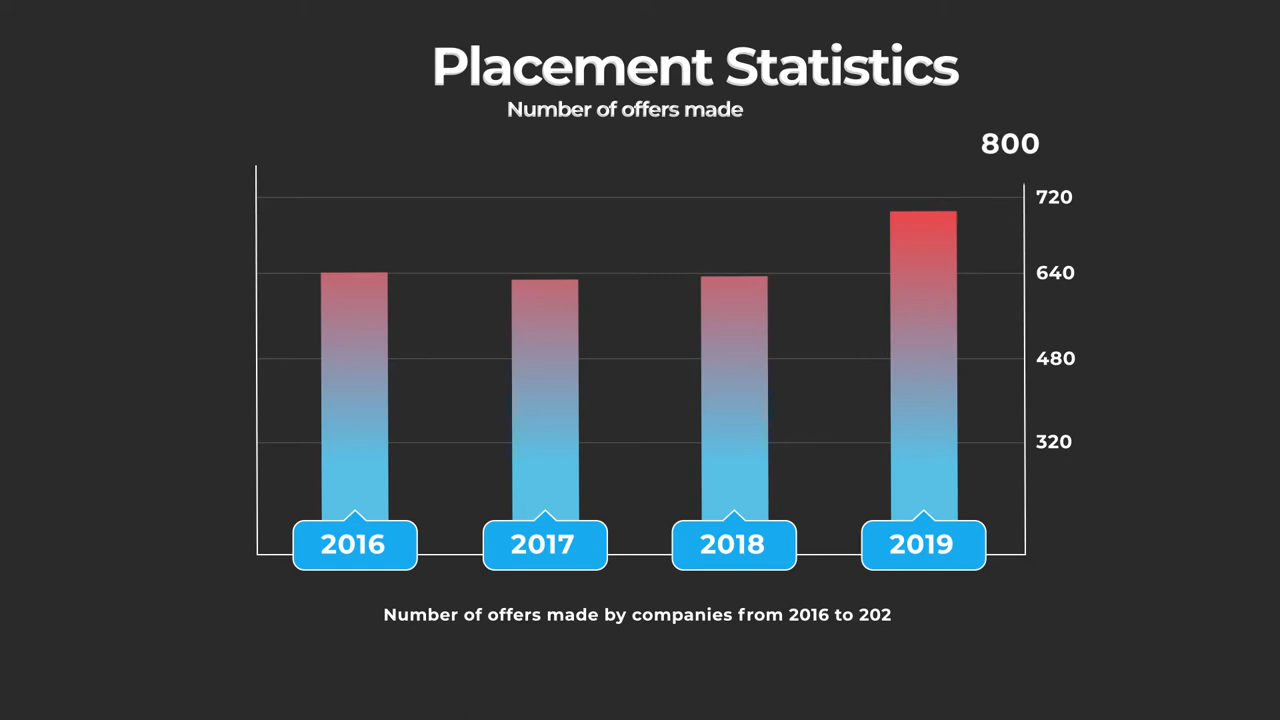 Placement Statistics
Number of offers made
800
720
640
480
320
2016 2017 2018 2019
Number of offers made by companies from 2016 to 202